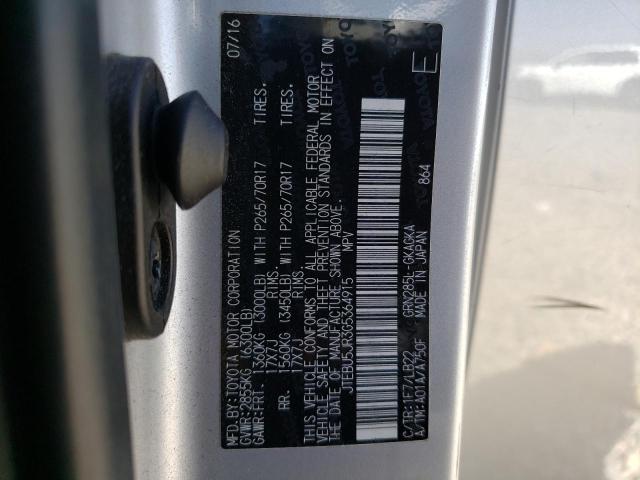 MFD.BY:TOYOTA MOTOR CORPORATION 07/16
GVWR:2855KG (6300LB)
GAWR:FRT. 1360KG (3000LB) WITH P265/70R17 TIRES.
17X7J RIMS.
RR. 1560KG (3450LB) WITH P265/70R17 TIRES.
17X7J RIMS.
THIS VEHICLE CONFORMS TO ALL APPLICABLE FEDERAL MOTOR
VEHICLE SAFETY AND THEFT PREVENTION STANDARDS IN EFFECT ON
THE DATE OF MANUFACTURE SHOWN ABOVE.
JTEBU5JR3G5364915 MPV
C/TR:1F7/LB22 GRN285L-GKAGKA 864
A/TM:A01A/A750F MADE IN JAPAN
E
TOYOTA